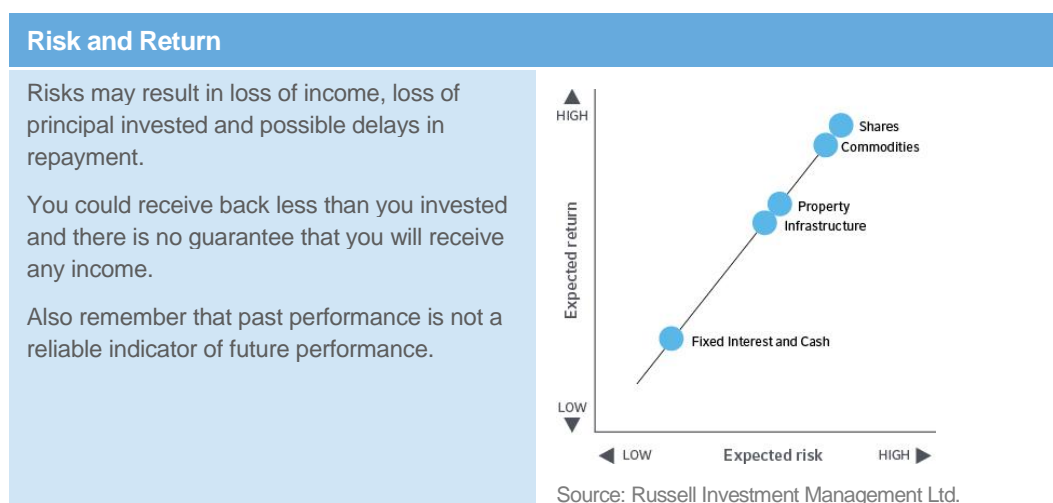 Risk and Return
Risks may result in loss of income, loss of
principal invested and possible delays in
repayment.
You could receive back less than you invested
and there is no guarantee that you will receive
any income.
Also remember that past performance is not a
reliable indicator of future performance.
HIGH
Shares
Commodities
Property
Infrastructure
Expected return
Fixed Interest and Cash
LOW
LOW Expected risk HIGH
Source: Russell Investment Management Ltd.